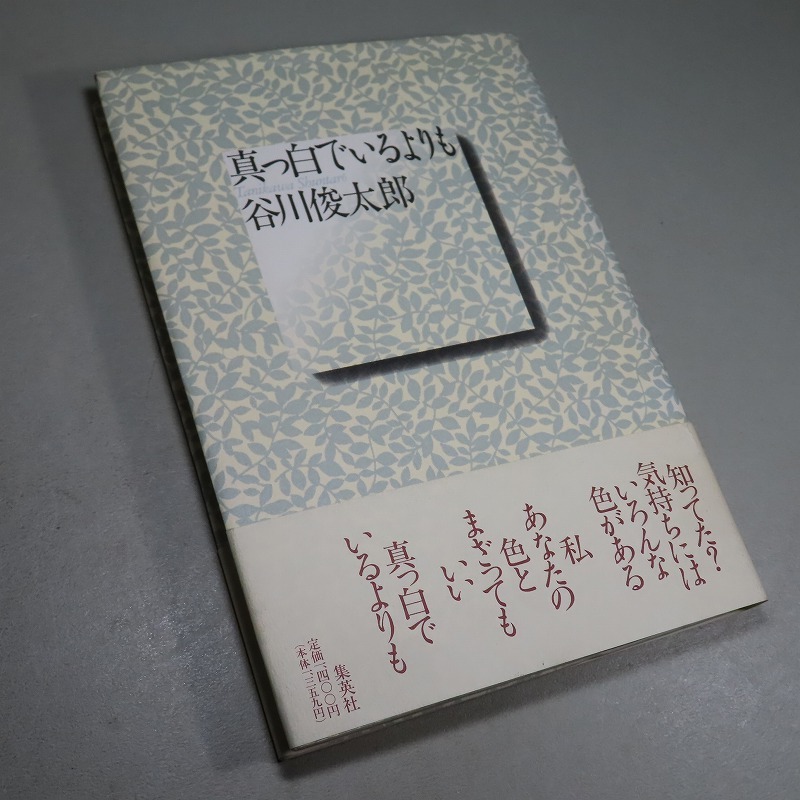 真っ白でいるよりも
Tanikawa Shuntarō
谷川俊太郎
知ってた?
気持ちには
いろんな
色がある
私
あなたの
色と
まざっても
いい
真っ白で
いるよりも
集英社
定価一、四〇〇円
(本体一、三五九円)